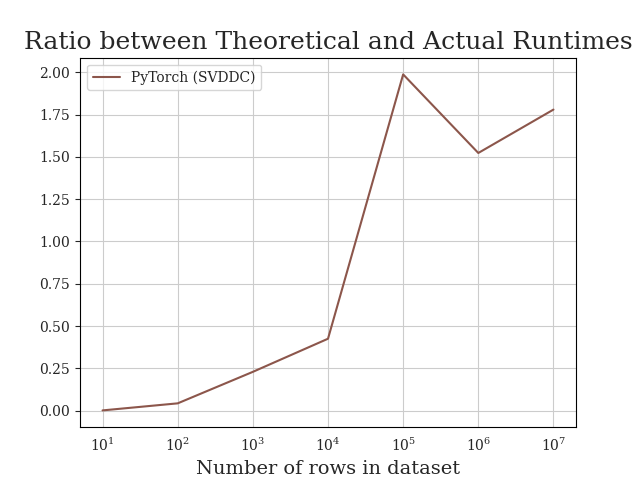 Ratio between Theoretical and Actual Runtimes
PyTorch (SVDDC)
2.00
1.75
1.50
1.25
1.00
0.75
0.50
0.25
0.00
10¹ 10² 10³ 10⁴ 10⁵ 10⁶ 10⁷
Number of rows in dataset